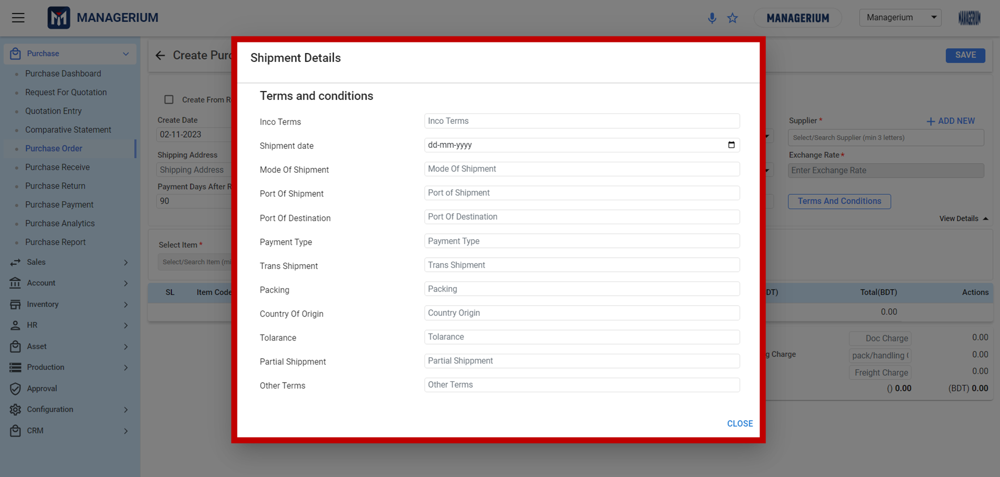 MANAGERIUM
MANAGERIUM
Managerium
MANAGERIUM
Purchase
Purchase Dashboard
Request For Quotation
Quotation Entry
Comparative Statement
Purchase Order
Purchase Receive
Purchase Return
Purchase Payment
Purchase Analytics
Purchase Report
Sales
Account
Inventory
HR
Asset
Production
Approval
Configuration
CRM
Create Purc
SAVE
Create From R
Create Date
02-11-2023
Shipping Address
Shipping Address
Payment Days After R
90
Select Item *
Select/Search Item (mi
SL Item Code
Shipment Details
Terms and conditions
Inco Terms Inco Terms
Shipment date dd-mm-yyyy
Mode Of Shipment Mode Of Shipment
Port Of Shipment Port of Shipment
Port Of Destination Port Of Destination
Payment Type Payment Type
Trans Shipment Trans Shipment
Packing Packing
Country Of Origin Country Origin
Tolarance Tolarance
Partial Shippment Partial Shippment
Other Terms Other Terms
CLOSE
Supplier * ADD NEW
Select/Search Supplier (min 3 letters)
Exchange Rate *
Enter Exchange Rate
Terms And Conditions
View Details
DT) Total(BDT) Actions
0.00
Doc Charge 0.00
g Charge pack/handling 0.00
Freight Charge 0.00
() 0.00 (BDT) 0.00